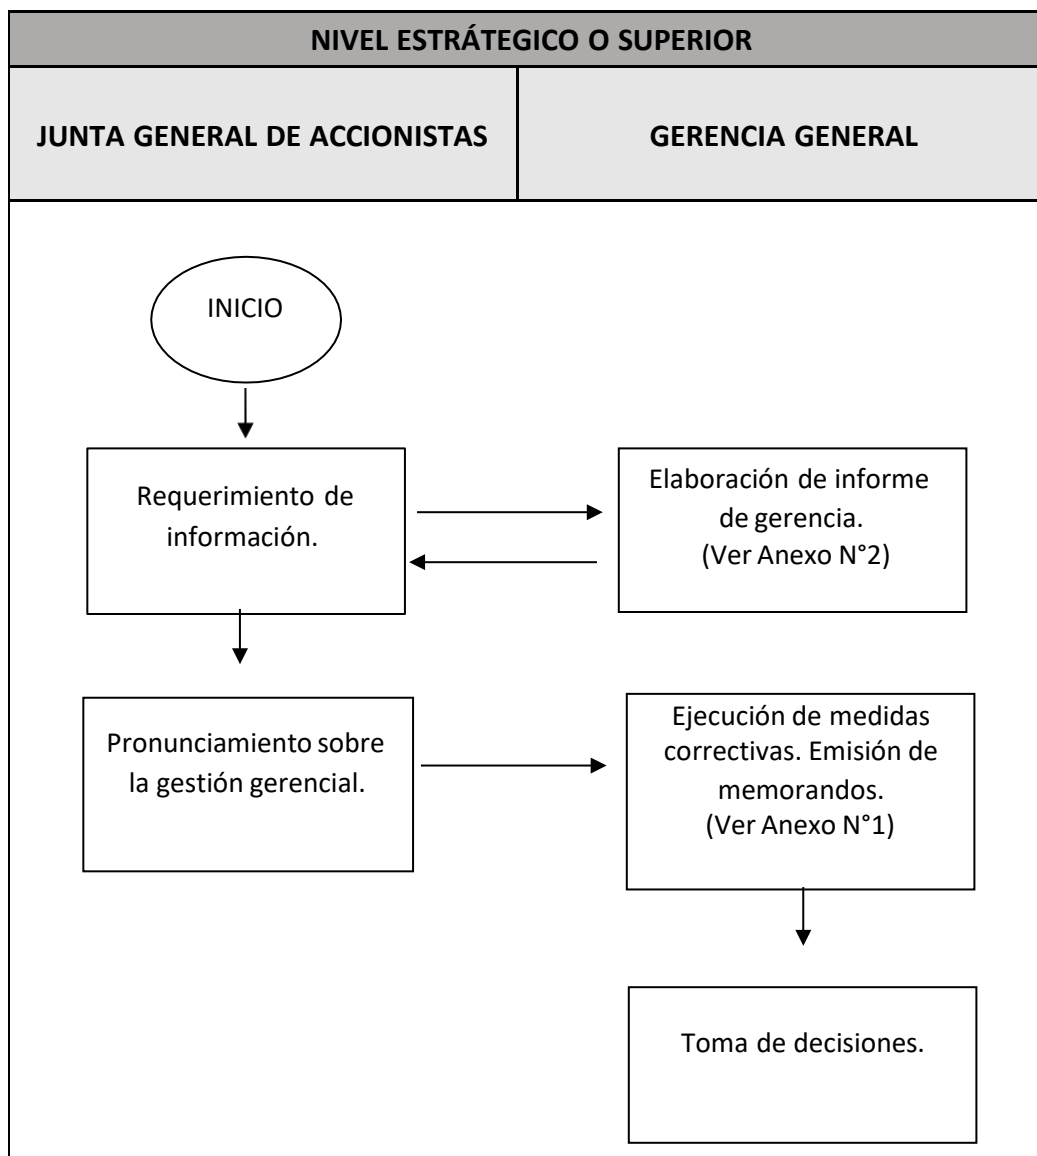 NIVEL ESTRÁTEGICO O SUPERIOR
JUNTA GENERAL DE ACCIONISTAS
GERENCIA GENERAL
INICIO
Requerimiento de
información.
Elaboración de informe
de gerencia.
(Ver Anexo N°2)
Pronunciamiento sobre
la gestión gerencial.
Ejecución de medidas
correctivas. Emisión de
memorandos.
(Ver Anexo N°1)
Toma de decisiones.